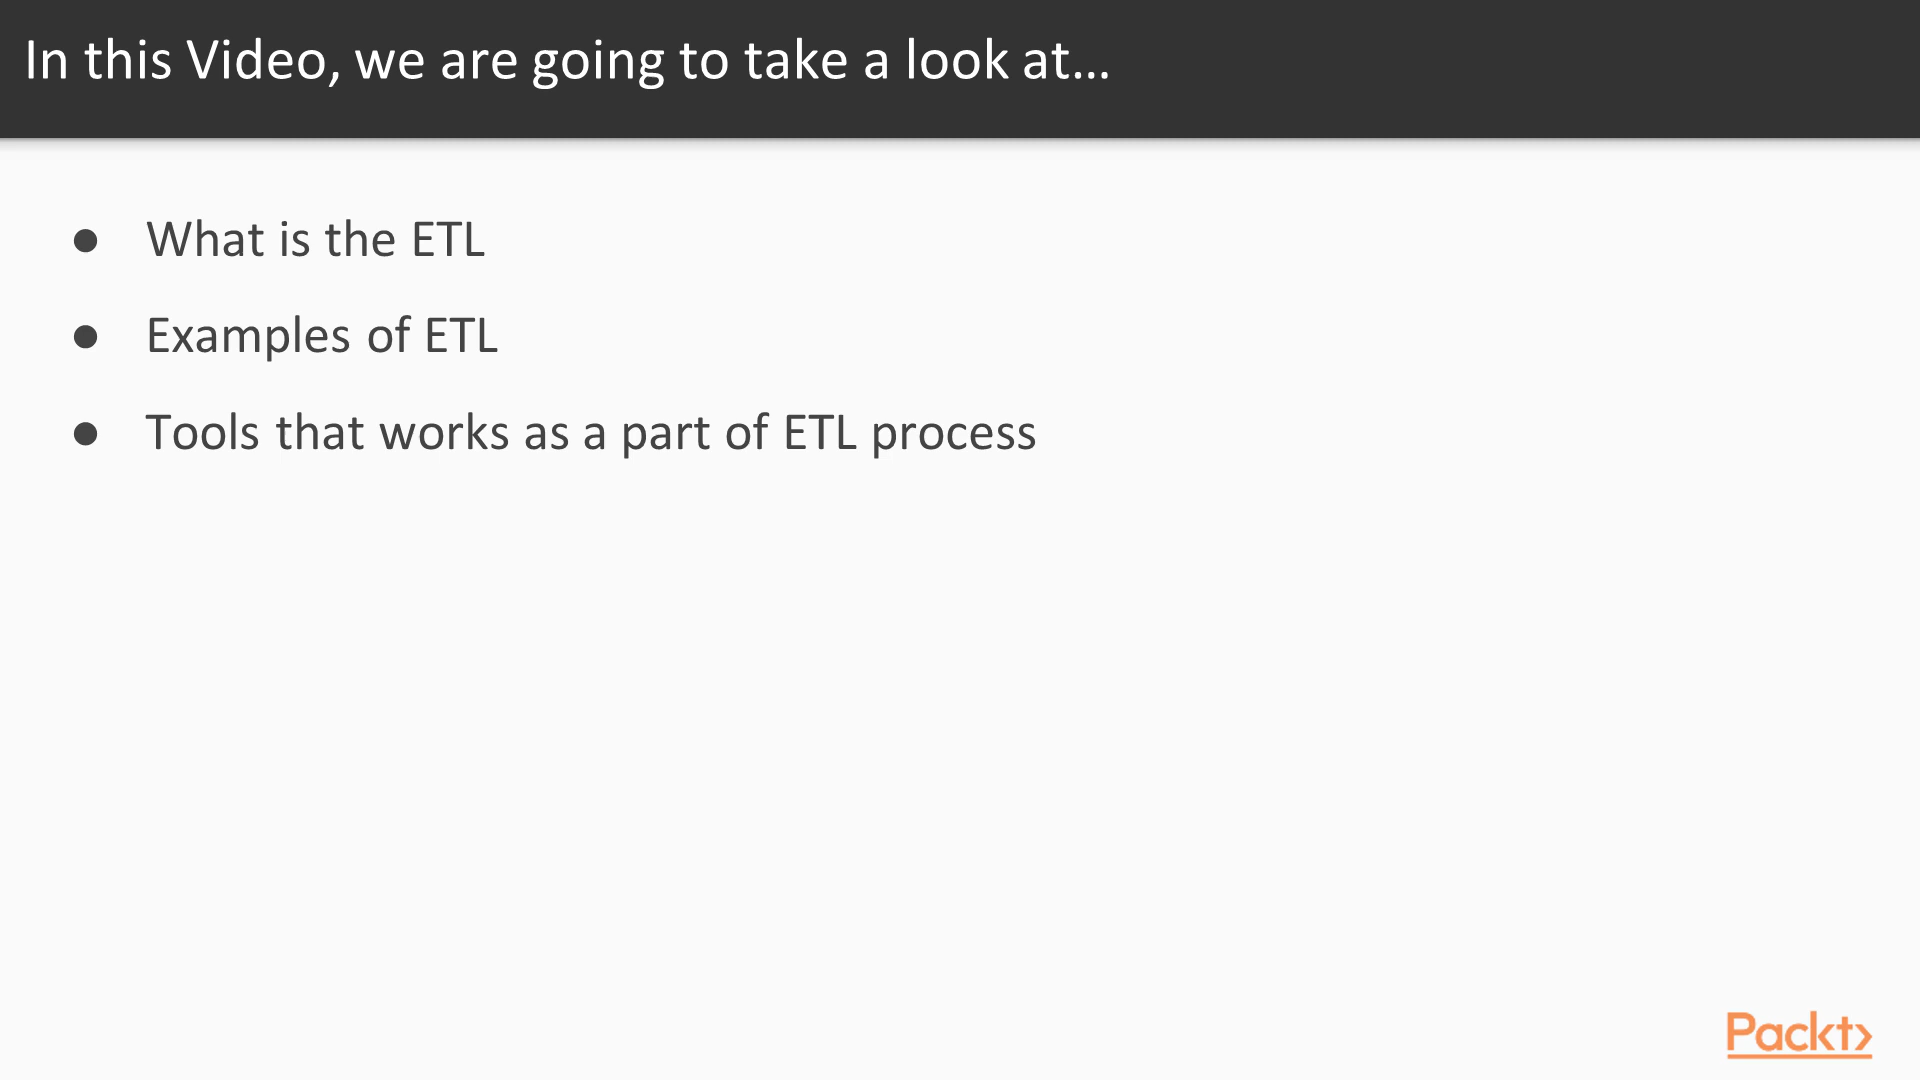 In this Video, we are going to take a look at...
● What is the ETL
● Examples of ETL
● Tools that works as a part of ETL process
Packt>